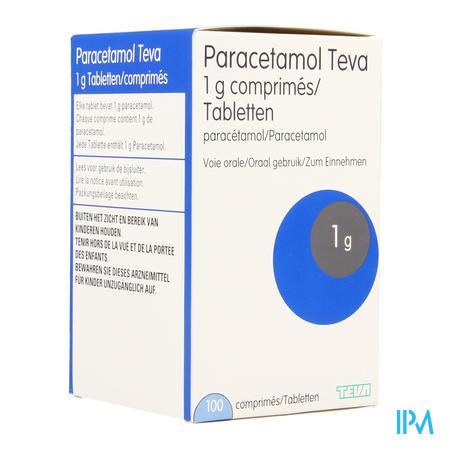 Paracetamol Teva
1 g Tabletten/comprimés
Elke tablet bevat 1 g paracetamol.
Chaque comprimé contient 1 g de
paracétamol.
Jede Tablette enthält 1 g Paracetamol.
Lees voor gebruik de bijsluiter.
Lire la notice avant utilisation.
Packungsbeilage beachten.
BUITEN HET ZICHT EN BEREIK VAN
KINDEREN HOUDEN.
TENIR HORS DE LA VUE ET DE LA PORTÉE
DES ENFANTS.
BEWAHREN SIE DIESES ARZNEIMITTEL
FÜR KINDER UNZUGÄNGLICH AUF.
Paracetamol Teva
1 g comprimés/
Tabletten
paracétamol/Paracetamol
Voie orale/Oraal gebruik/Zum Einnehmen
1 g
100 comprimés/Tabletten
TEVA
IPM